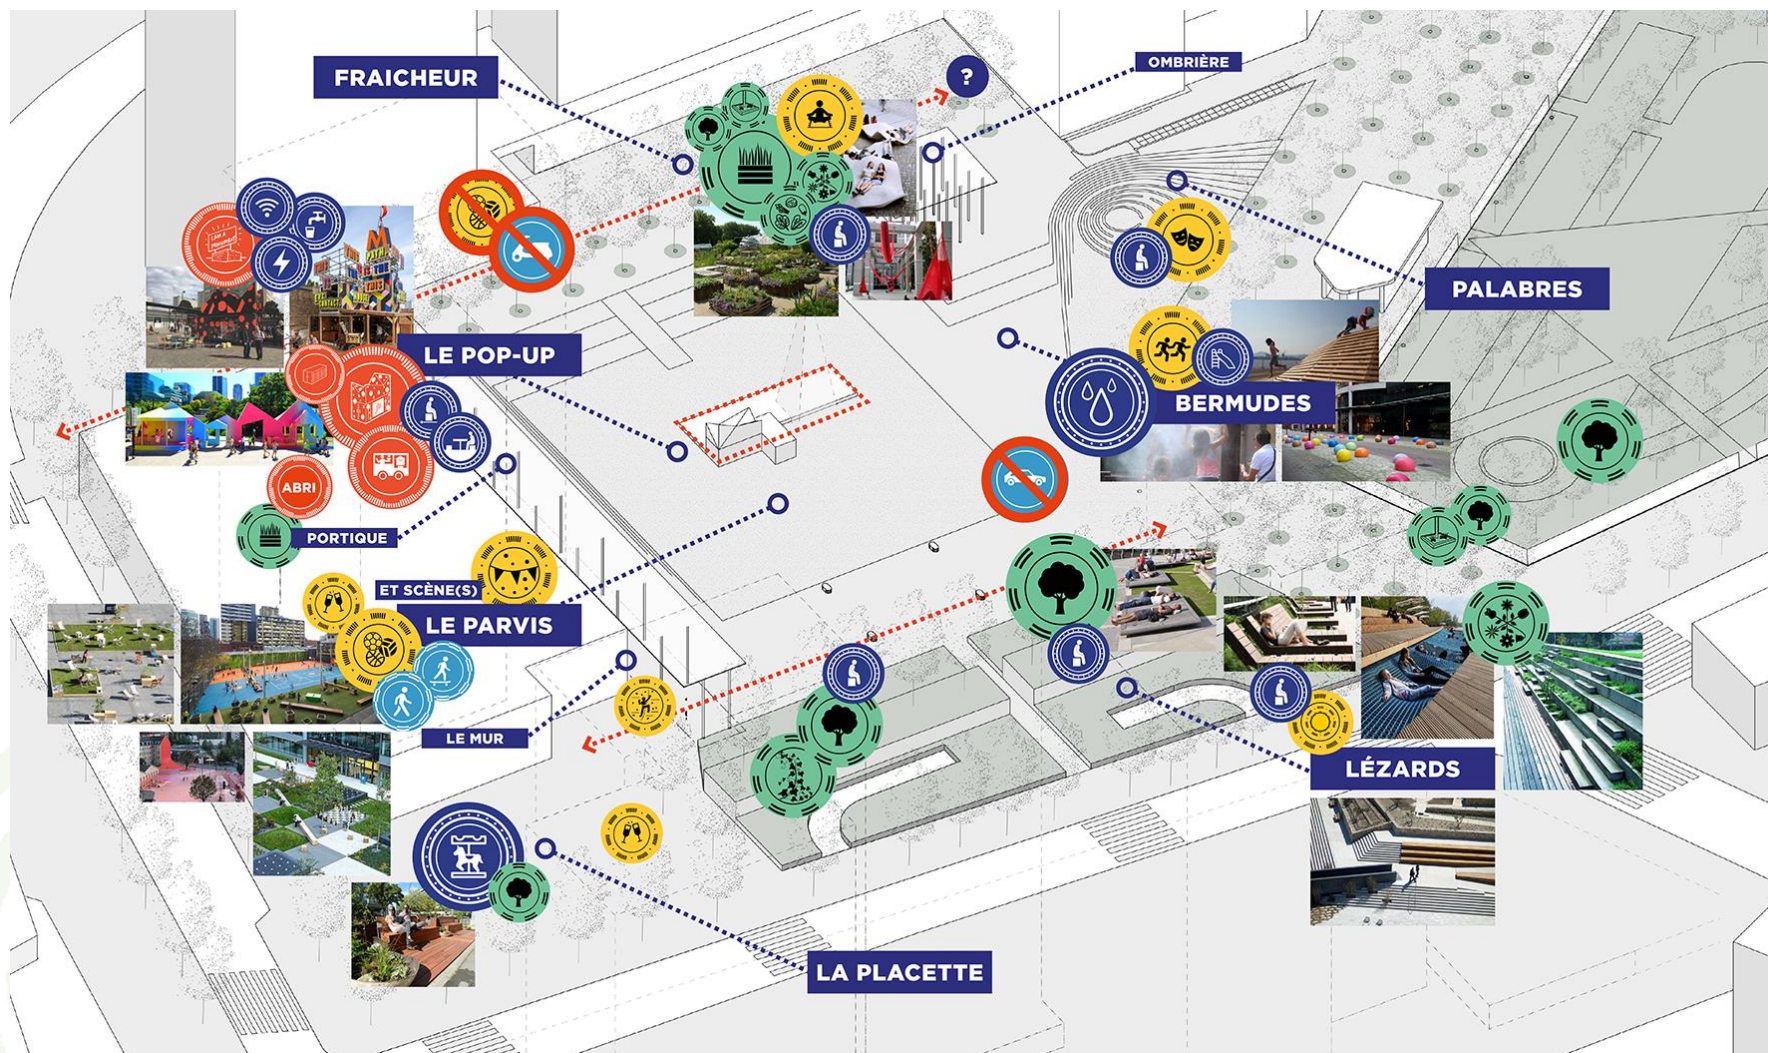 FRAICHEUR
OMBRIÈRE
?
PALABRES
LE POP-UP
BERMUDES
ABRI
PORTIQUE
ET SCÈNE(S)
LE PARVIS
LE MUR
LÉZARDS
LA PLACETTE